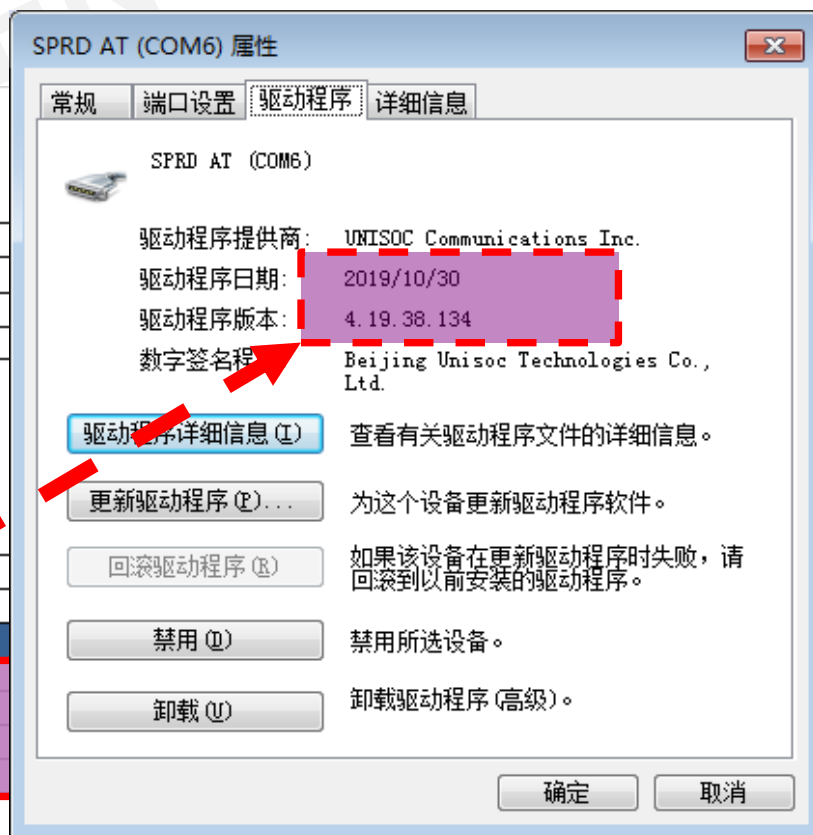 SPRD AT (COM6) 属性
常规 端口设置 驱动程序 详细信息
SPRD AT (COM6)
驱动程序提供商: UNISOC Communications Inc.
驱动程序日期: 2019/10/30
驱动程序版本: 4.19.38.134
数字签名程 Beijing Unisoc Technologies Co.,
Ltd.
驱动程序详细信息(I) 查看有关驱动程序文件的详细信息。
更新驱动程序(P)... 为这个设备更新驱动程序软件。
回滚驱动程序(R) 如果该设备在更新驱动程序时失败，请
回滚到以前安装的驱动程序。
禁用(D) 禁用所选设备。
卸载(U) 卸载驱动程序(高级)。
确定 取消